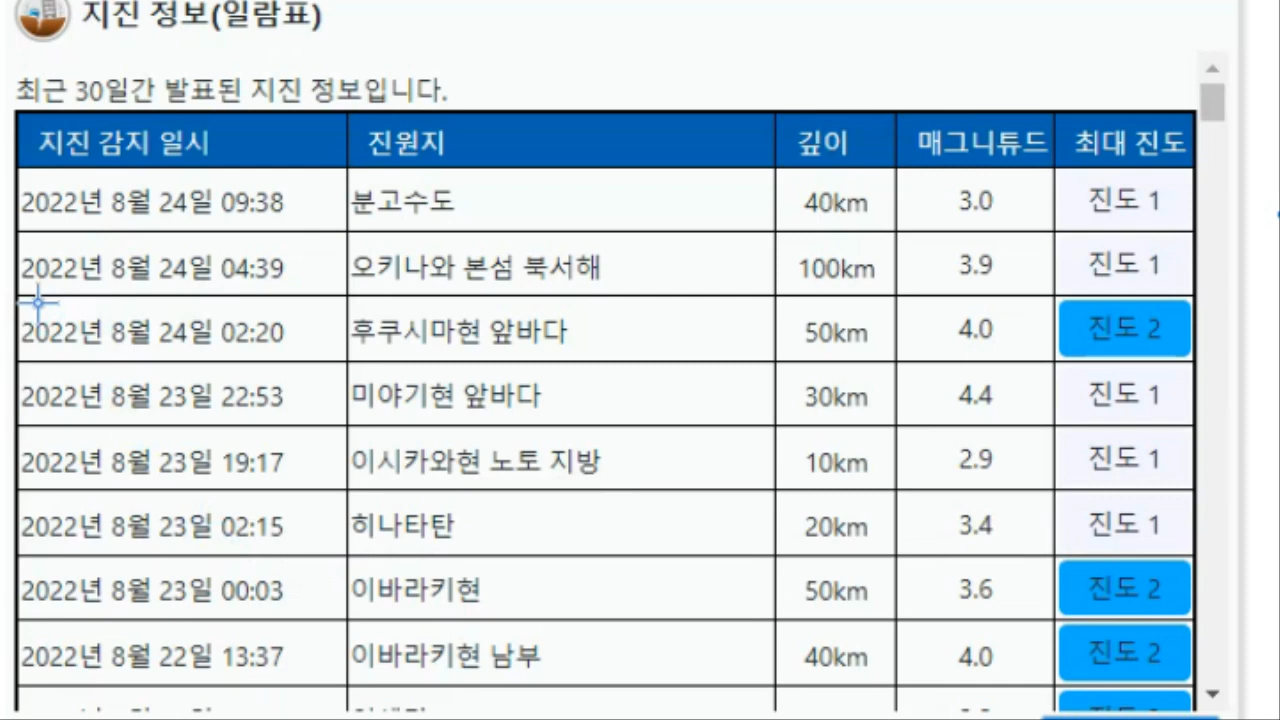 지진 정보(일람표)
최근 30일간 발표된 지진 정보입니다.
지진 감지 일시 진원지 깊이 매그니튜드 최대 진도
2022년 8월 24일 09:38 분고수도 40km 3.0 진도 1
2022년 8월 24일 04:39 오키나와 본섬 북서해 100km 3.9 진도 1
2022년 8월 24일 02:20 후쿠시마현 앞바다 50km 4.0 진도 2
2022년 8월 23일 22:53 미야기현 앞바다 30km 4.4 진도 1
2022년 8월 23일 19:17 이시카와현 노토 지방 10km 2.9 진도 1
2022년 8월 23일 02:15 히나타탄 20km 3.4 진도 1
2022년 8월 23일 00:03 이바라키현 50km 3.6 진도 2
2022년 8월 22일 13:37 이바라키현 남부 40km 4.0 진도 2